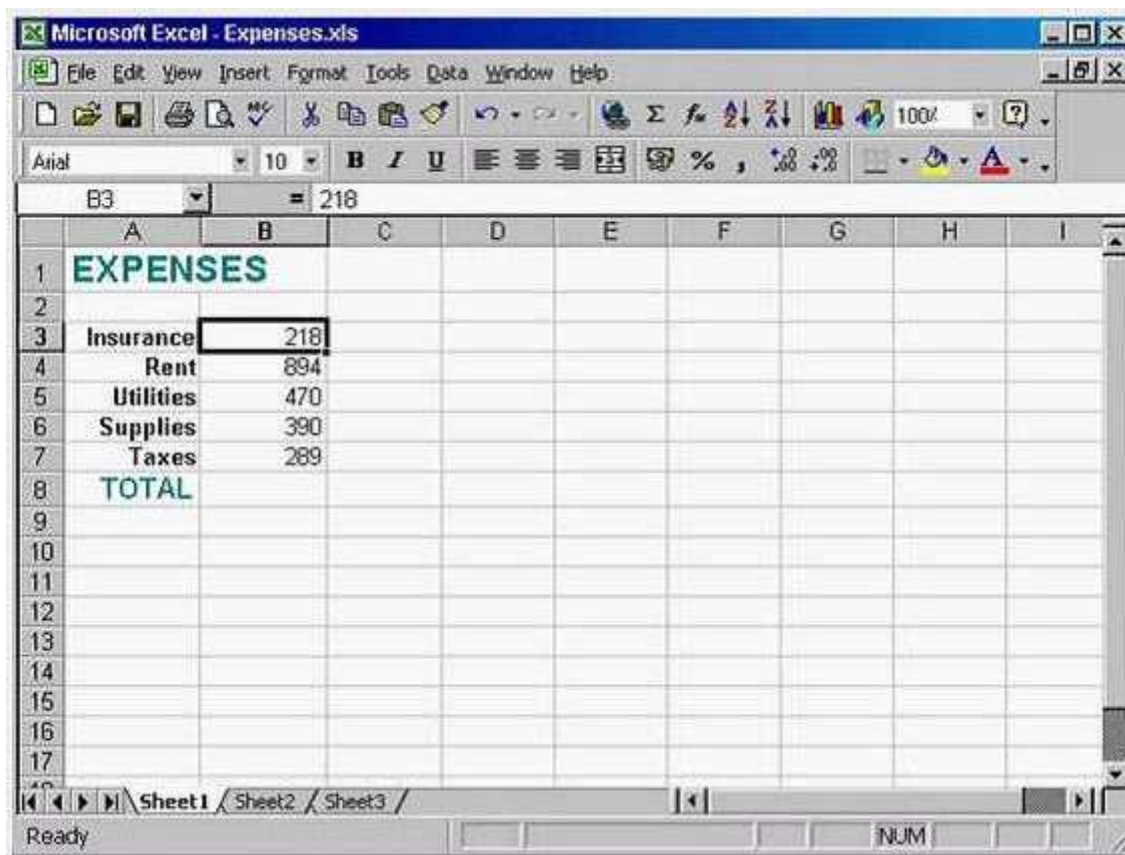 Microsoft Excel - Expenses.xls
File Edit View Insert Format Tools Data Window Help
100%
Arial 10 B I U % ,
B3 = 218
A B C D E F G H I
1 EXPENSES
2
3 Insurance 218
4 Rent 894
5 Utilities 470
6 Supplies 390
7 Taxes 289
8 TOTAL
9
10
11
12
13
14
15
16
17
Sheet1 Sheet2 Sheet3
Ready NUM